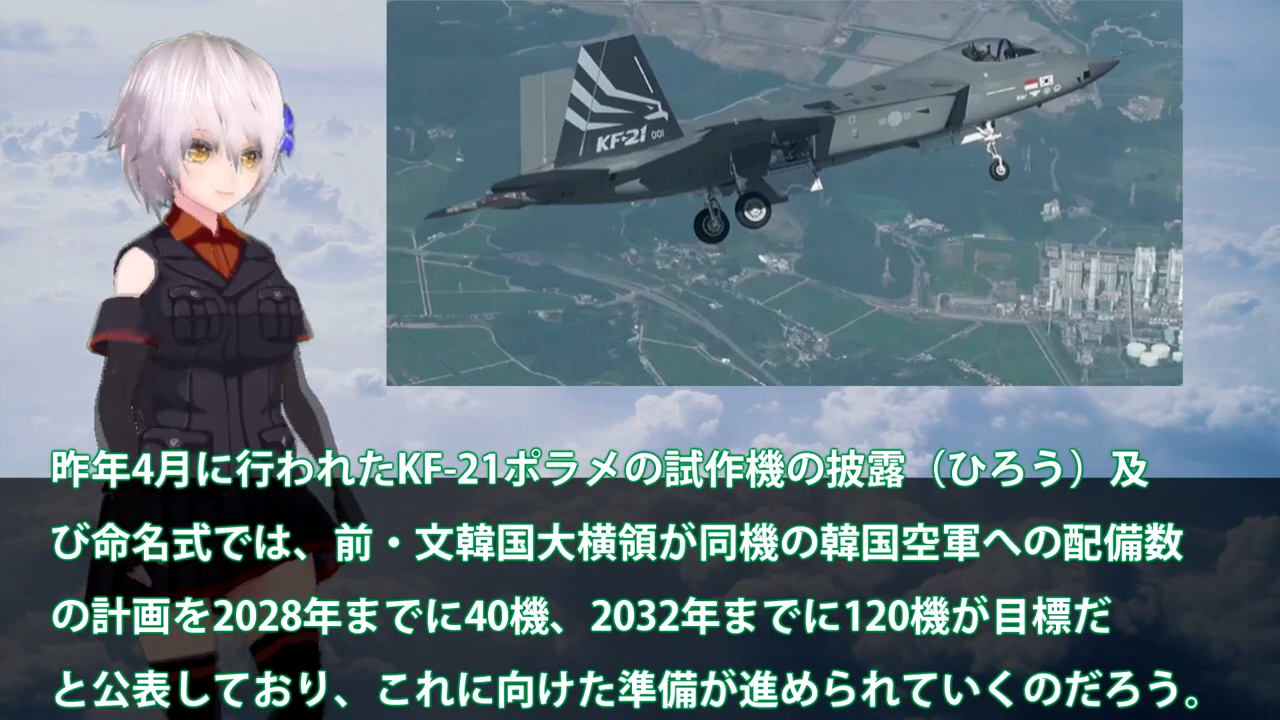 KF-21 001
昨年4月に行われたKF-21ポラメの試作機の披露（ひろう）及
び命名式では、前・文韓国大横領が同機の韓国空軍への配備数
の計画を2028年までに40機、2032年までに120機が目標だ
と公表しており、これに向けた準備が進められていくのだろう。